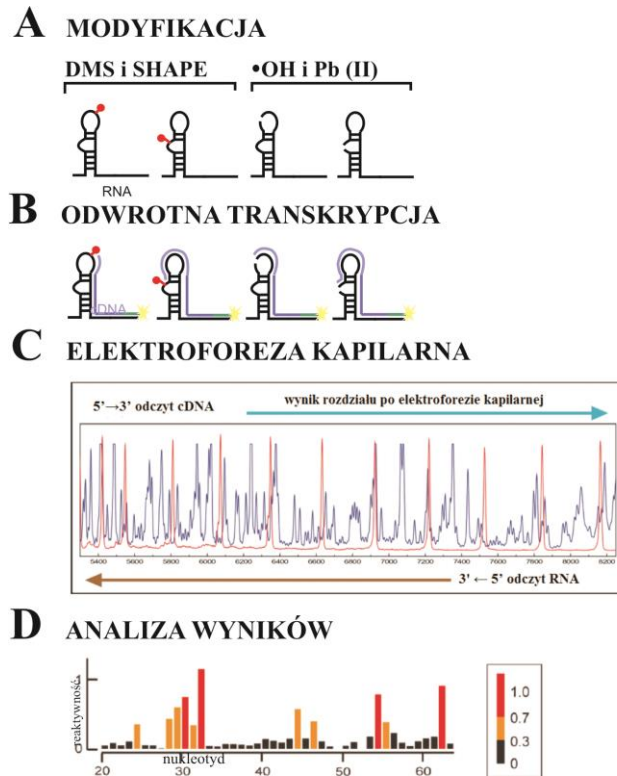 A MODYFIKACJA
DMS i SHAPE •OH i Pb (II)
RNA
B ODWROTNA TRANSKRYPCJA
cDNA
C ELEKTROFOREZA KAPILARNA
5’→3’ odczyt cDNA wynik rozdziału po elektroforezie kapilarnej
5400 5600 5800 6000 6200 6400 6600 6800 7000 7200 7400 7600 7800 8000 8200
3' ← 5' odczyt RNA
D ANALIZA WYNIKÓW
reaktywność
1.0
0.7
0.3
0
nukleotyd
20 30 40 50 60